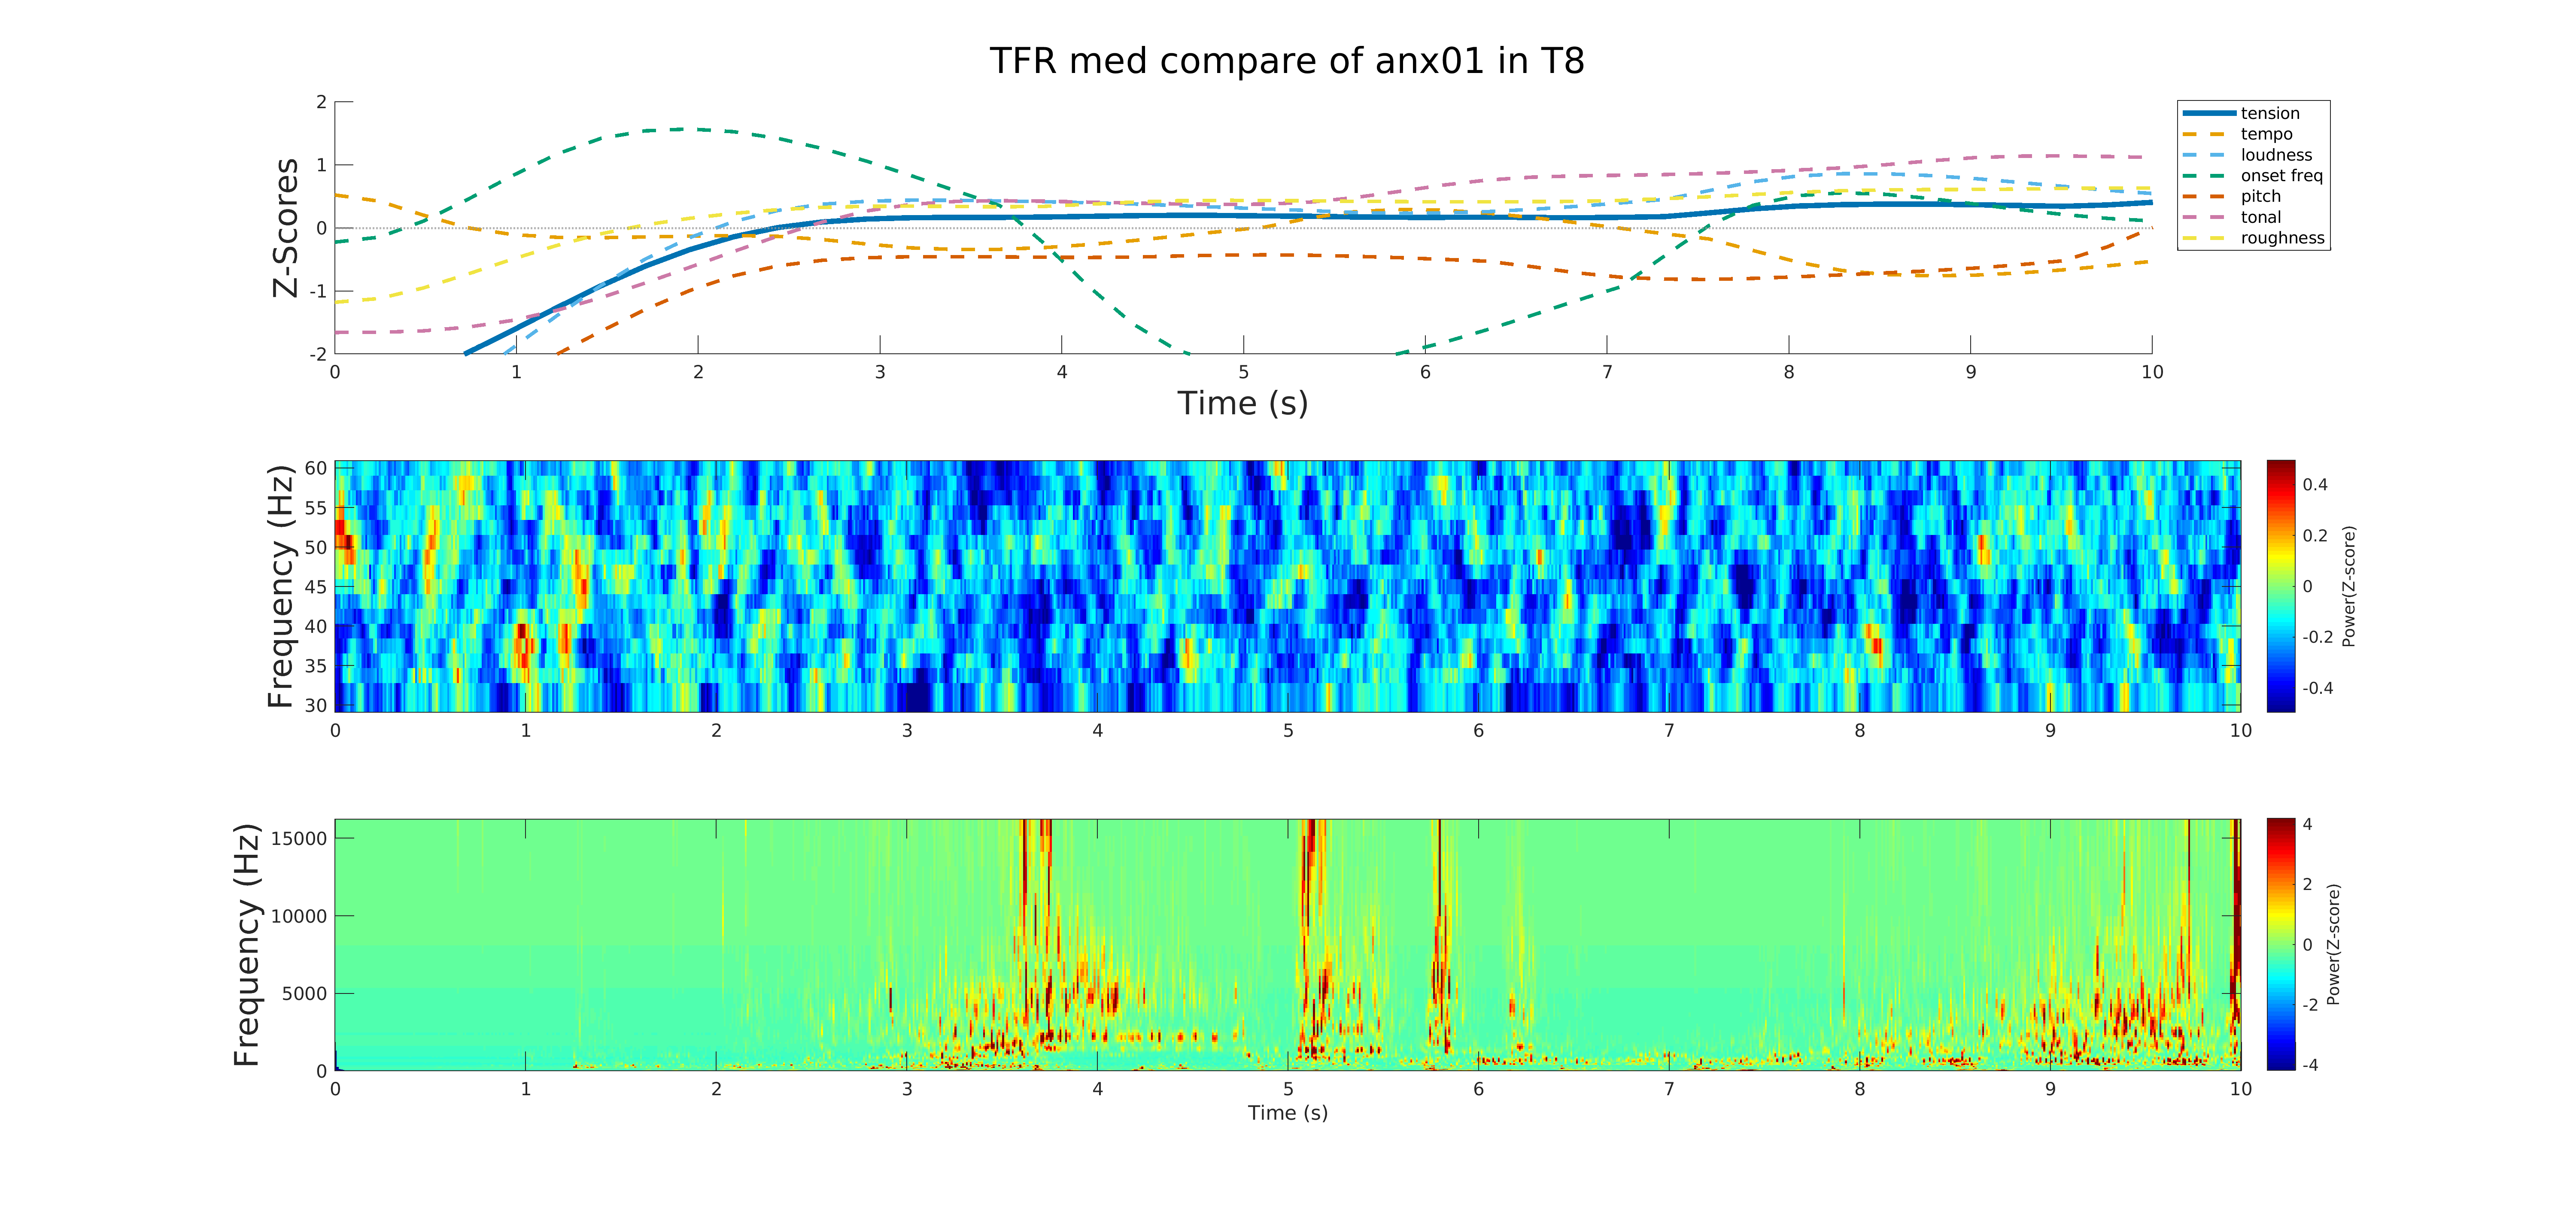 TFR med compare of anx01 in T8
2
1
0
-1
-2
Z-Scores
0 1 2 3 4 5 6 7 8 9 10
Time (s)
tension
tempo
loudness
onset freq
pitch
tonal
roughness
60
55
50
45
40
35
30
Frequency (Hz)
0 1 2 3 4 5 6 7 8 9 10
0.4
0.2
0
-0.2
-0.4
Power(Z-score)
15000
10000
5000
0
Frequency (Hz)
0 1 2 3 4 5 6 7 8 9 10
Time (s)
4
2
0
-2
-4
Power(Z-score)